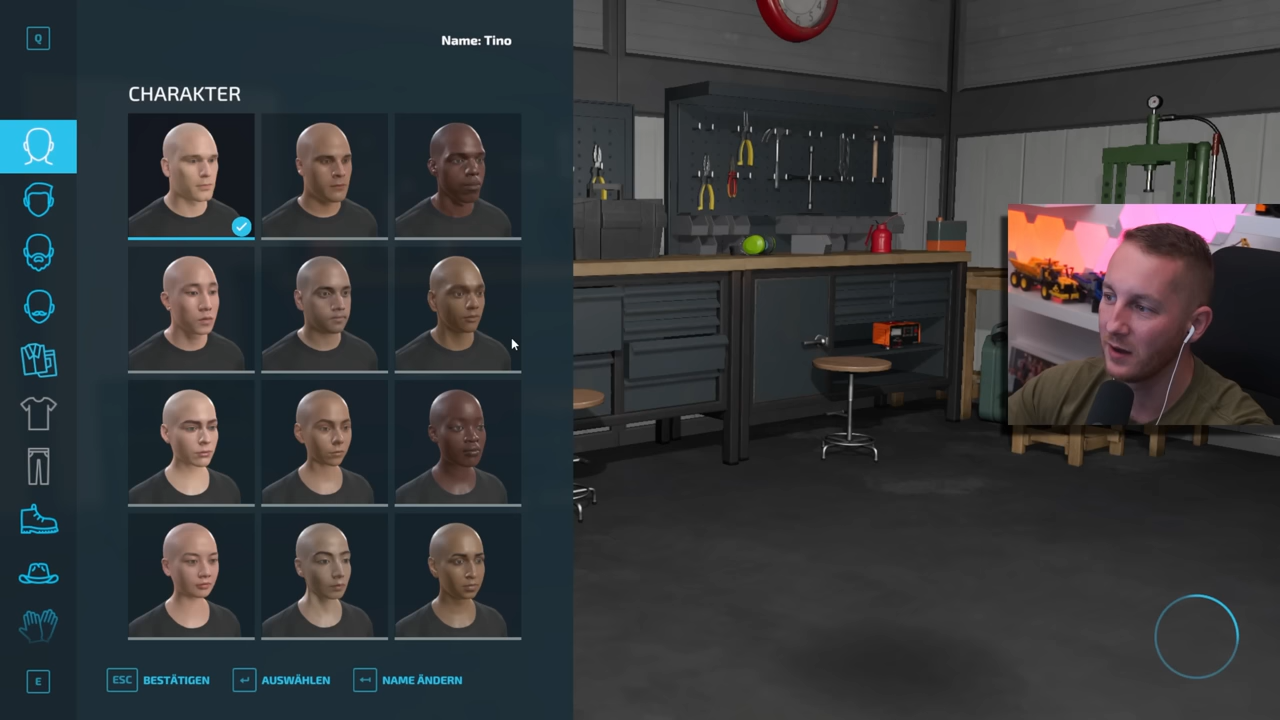 Q
Name: Tino
CHARAKTER
E
ESC BESTÄTIGEN AUSWÄHLEN NAME ÄNDERN